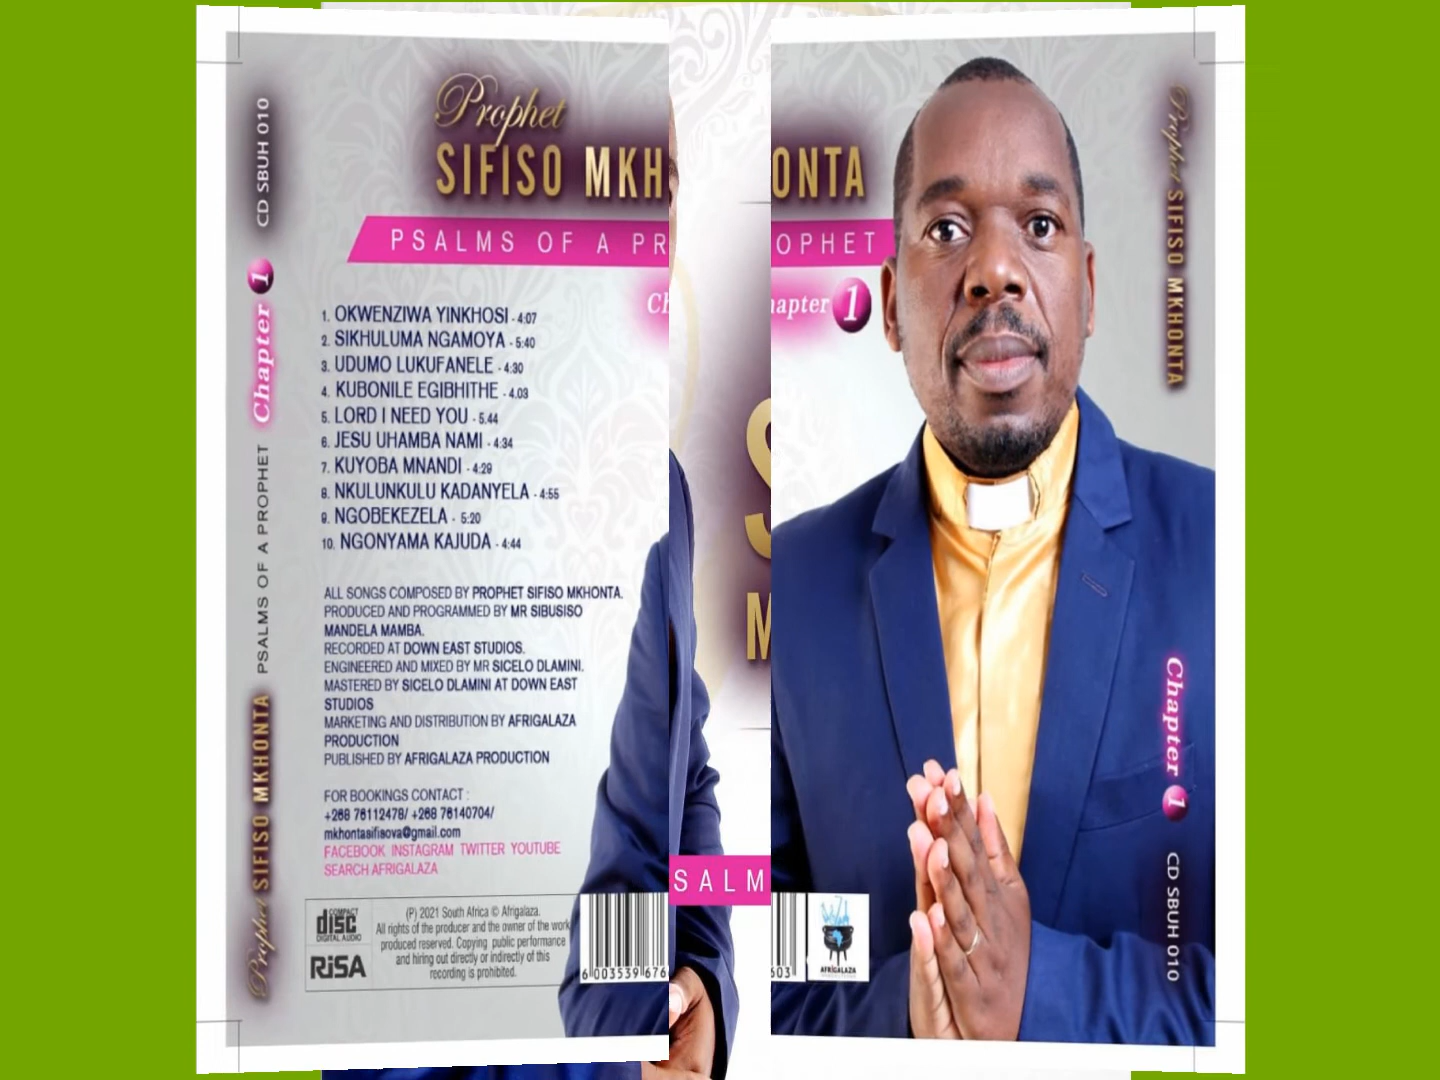 CD SBUH 010
Chapter 1
PSALMS OF A PROPHET
Prophet SIFISO MKHONTA
Prophet
SIFISO MKH
PSALMS OF A PR
Ch
1. OKWENZIWA YINKHOSI - 4:07
2. SIKHULUMA NGAMOYA - 5:40
3. UDUMO LUKUFANELE - 4:30
4. KUBONILE EGIBHITHE - 4.03
5. LORD I NEED YOU - 5.44
6. JESU UHAMBA NAMI - 4:34
7. KUYOBA MNANDI - 4:29
8. NKULUNKULU KADANYELA - 4:55
9. NGOBEKEZELA - 5:20
10. NGONYAMA KAJUDA - 4:44
ALL SONGS COMPOSED BY PROPHET SIFISO MKHONTA.
PRODUCED AND PROGRAMMED BY MR SIBUSISO
MANDELA MAMBA.
RECORDED AT DOWN EAST STUDIOS.
ENGINEERED AND MIXED BY MR SICELO DLAMINI.
MASTERED BY SICELO DLAMINI AT DOWN EAST
STUDIOS
MARKETING AND DISTRIBUTION BY AFRIGALAZA
PRODUCTION
PUBLISHED BY AFRIGALAZA PRODUCTION
FOR BOOKINGS CONTACT :
+268 76112478/ +268 76140704/
mkhontasifisova@gmail.com
FACEBOOK INSTAGRAM TWITTER YOUTUBE
SEARCH AFRIGALAZA
COMPACT
disc
DIGITAL AUDIO
RiSA
(P) 2021 South Africa © Afrigalaza.
All rights of the producer and the owner of the work
produced reserved. Copying public performance
and hiring out directly or indirectly of this
recording is prohibited.
6 003539 676
S
M
SALM
ONTA
OPHET
hapter 1
603
AFRIGALAZA
Prophet SIFISO MKHONTA
Chapter 1
CD SBUH 010